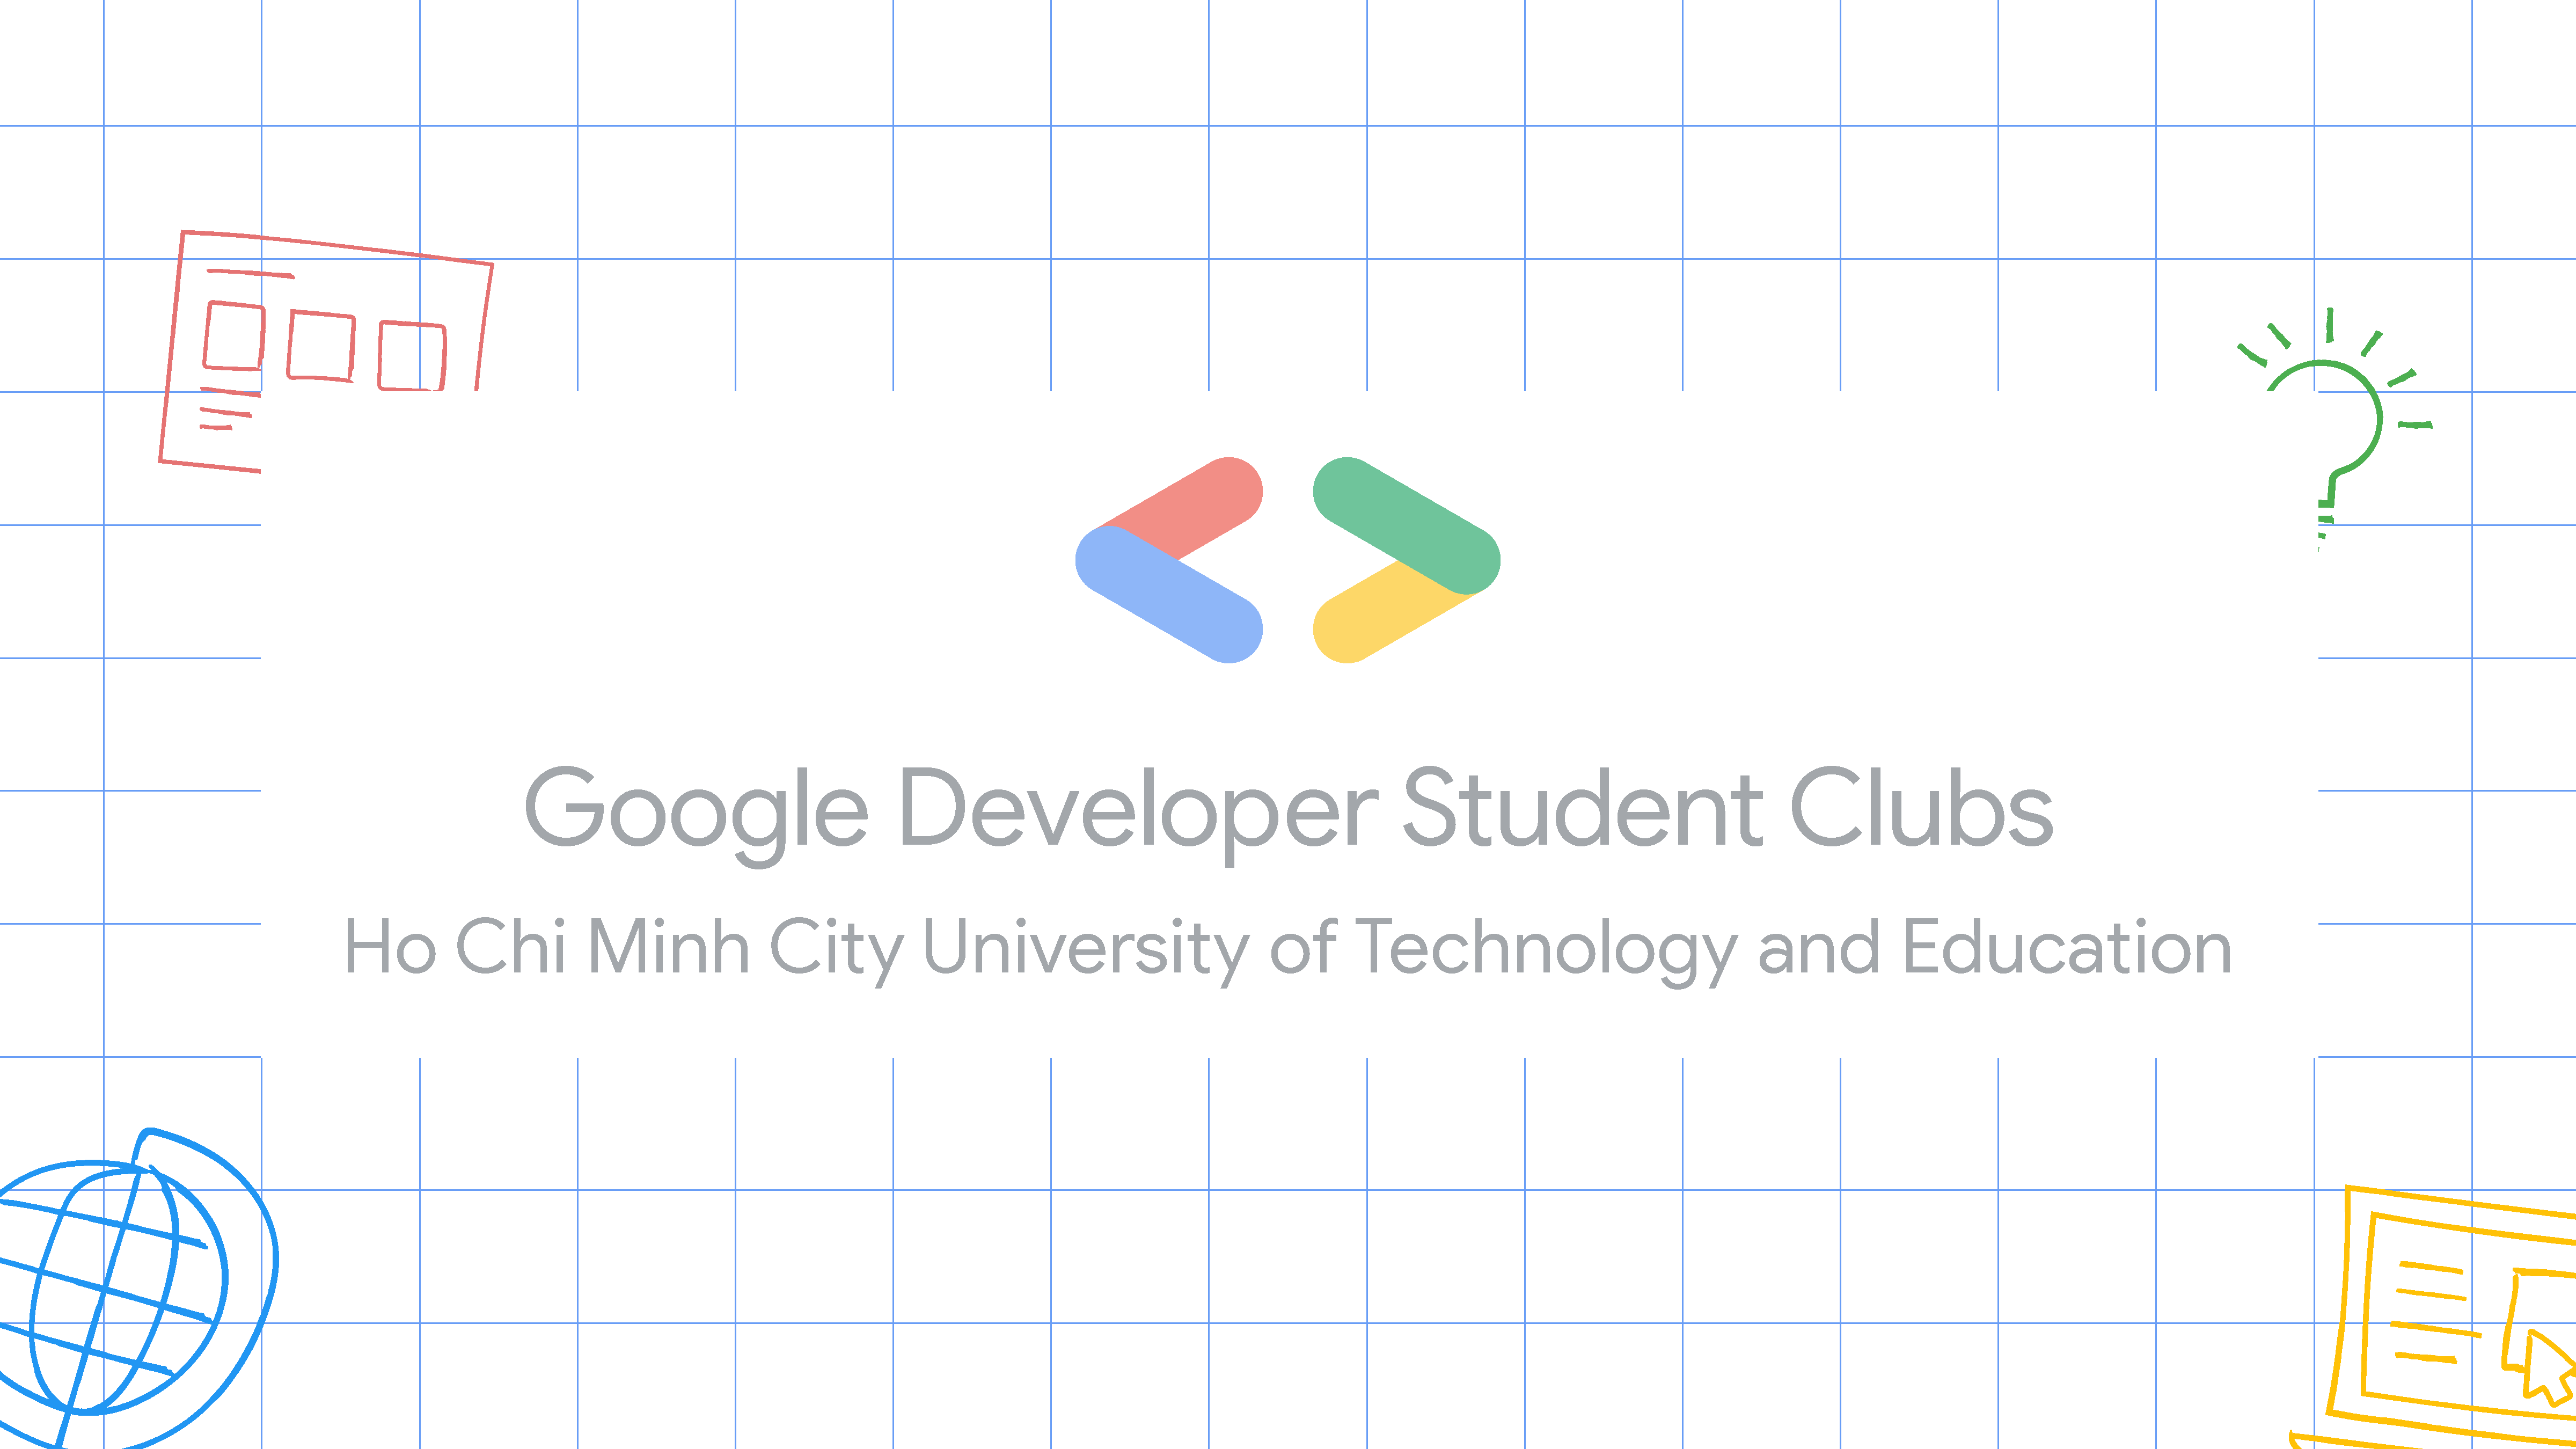 Google Developer Student Clubs
Ho Chi Minh City University of Technology and Education